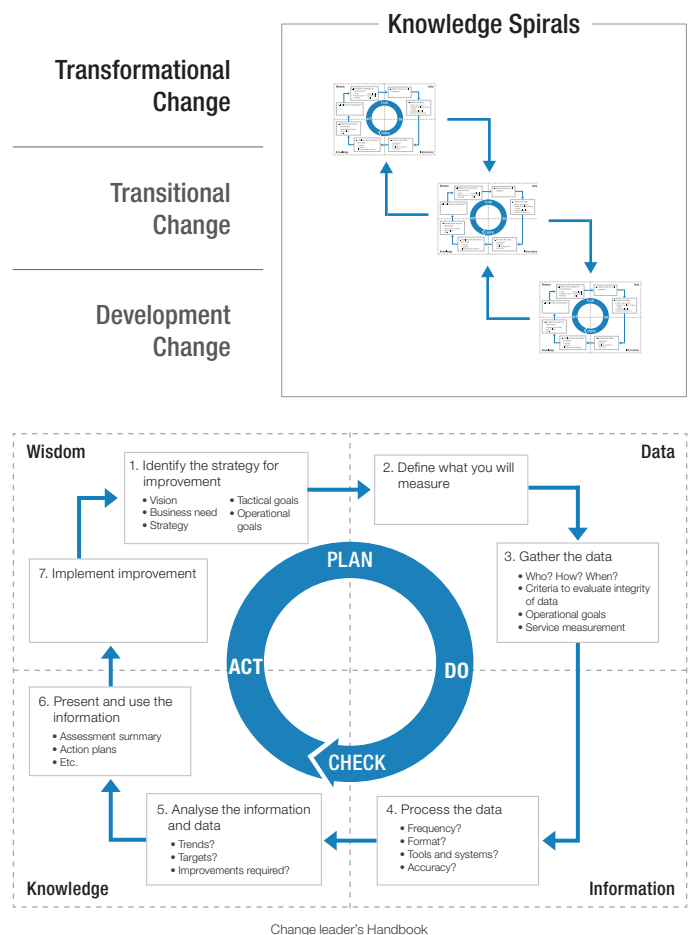 Knowledge Spirals
Transformational
Change
Transitional
Change
Development
Change
Wisdom
Data
1. Identify the strategy for
improvement
• Vision
• Business need
• Strategy
• Tactical goals
• Operational
goals
2. Define what you will
measure
3. Gather the data
• Who? How? When?
• Criteria to evaluate integrity
of data
• Operational goals
• Service measurement
7. Implement improvement
PLAN
ACT
DO
CHECK
6. Present and use the
information
• Assessment summary
• Action plans
• Etc.
5. Analyse the information
and data
• Trends?
• Targets?
• Improvements required?
4. Process the data
• Frequency?
• Format?
• Tools and systems?
• Accuracy?
Knowledge
Information
Change leader's Handbook